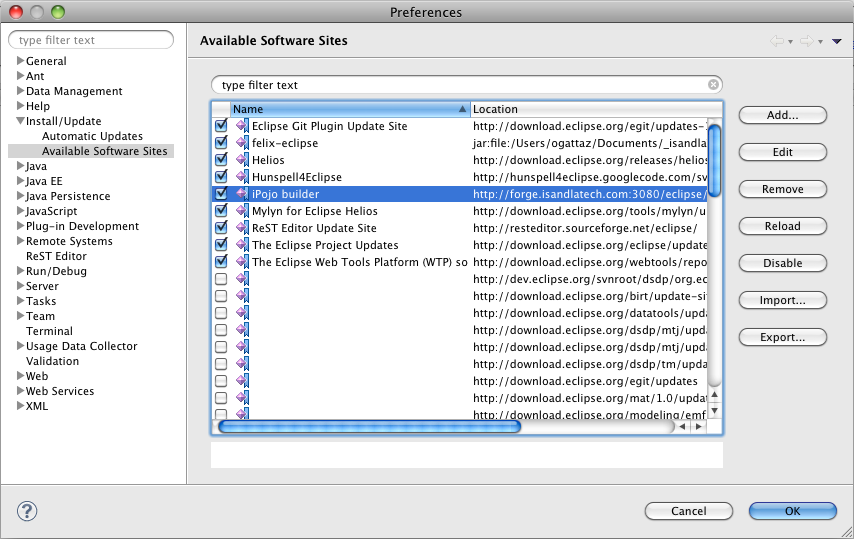 Preferences
type filter text
General
Ant
Data Management
Help
Install/Update
Automatic Updates
Available Software Sites
Java
Java EE
Java Persistence
JavaScript
Plug-in Development
Remote Systems
ReST Editor
Run/Debug
Server
Tasks
Team
Terminal
Usage Data Collector
Validation
Web
Web Services
XML
Available Software Sites
type filter text
Name Location
Eclipse Git Plugin Update Site http://download.eclipse.org/egit/updates-
felix-eclipse jar:file:/Users/ogattaz/Documents/_isandla
Helios http://download.eclipse.org/releases/helios
Hunspell4Eclipse http://hunspell4eclipse.googlecode.com/sv
iPojo builder http://forge.isandlatech.com:3080/eclipse/
Mylyn for Eclipse Helios http://download.eclipse.org/tools/mylyn/u
ReST Editor Update Site http://resteditor.sourceforge.net/eclipse/
The Eclipse Project Updates http://download.eclipse.org/eclipse/update
The Eclipse Web Tools Platform (WTP) so http://download.eclipse.org/webtools/repo
http://dev.eclipse.org/svnroot/dsdp/org.ec
http://download.eclipse.org/birt/update-si
http://download.eclipse.org/datatools/upd
http://download.eclipse.org/dsdp/mtj/upda
http://download.eclipse.org/dsdp/mtj/upda
http://download.eclipse.org/dsdp/tm/upda
http://download.eclipse.org/egit/updates
http://download.eclipse.org/mat/1.0/updat
http://download.eclipse.org/modeling/emf
Add...
Edit
Remove
Reload
Disable
Import...
Export...
?
Cancel OK